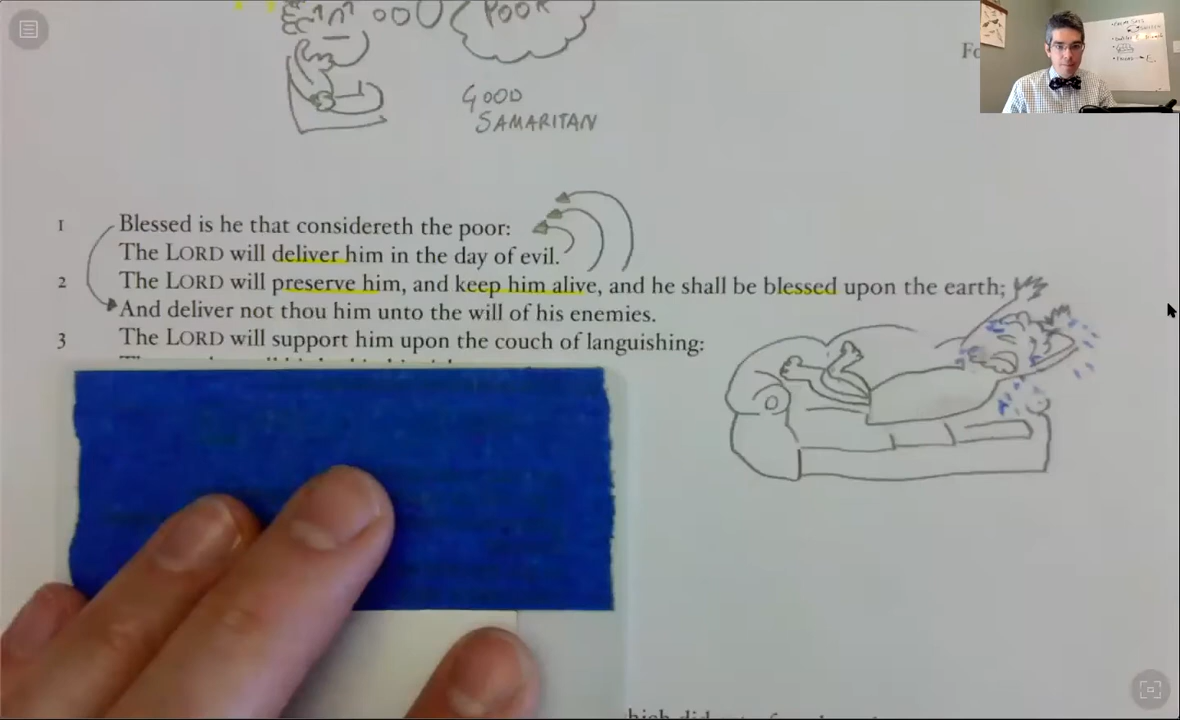 POOR
GOOD
SAMARITAN
1 Blessed is he that considereth the poor:
The LORD will deliver him in the day of evil.
2 The LORD will preserve him, and keep him alive, and he shall be blessed upon the earth;
And deliver not thou him unto the will of his enemies.
3 The LORD will support him upon the couch of languishing: